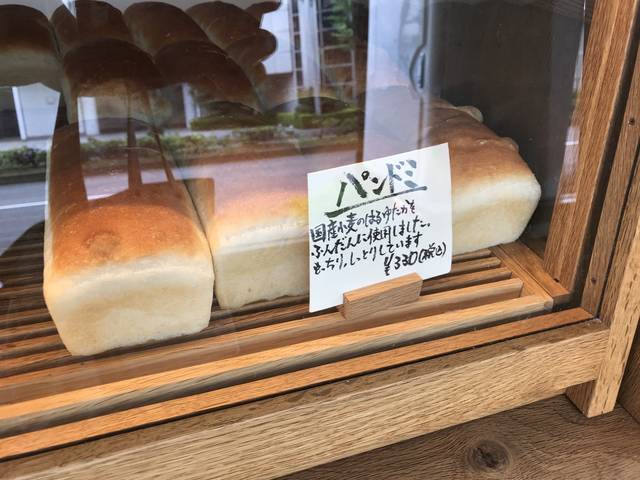 パンドミ
国産小麦のはるゆたかを
ふんだんに使用しました。
もっちり。しっとりしています
¥330(税込)